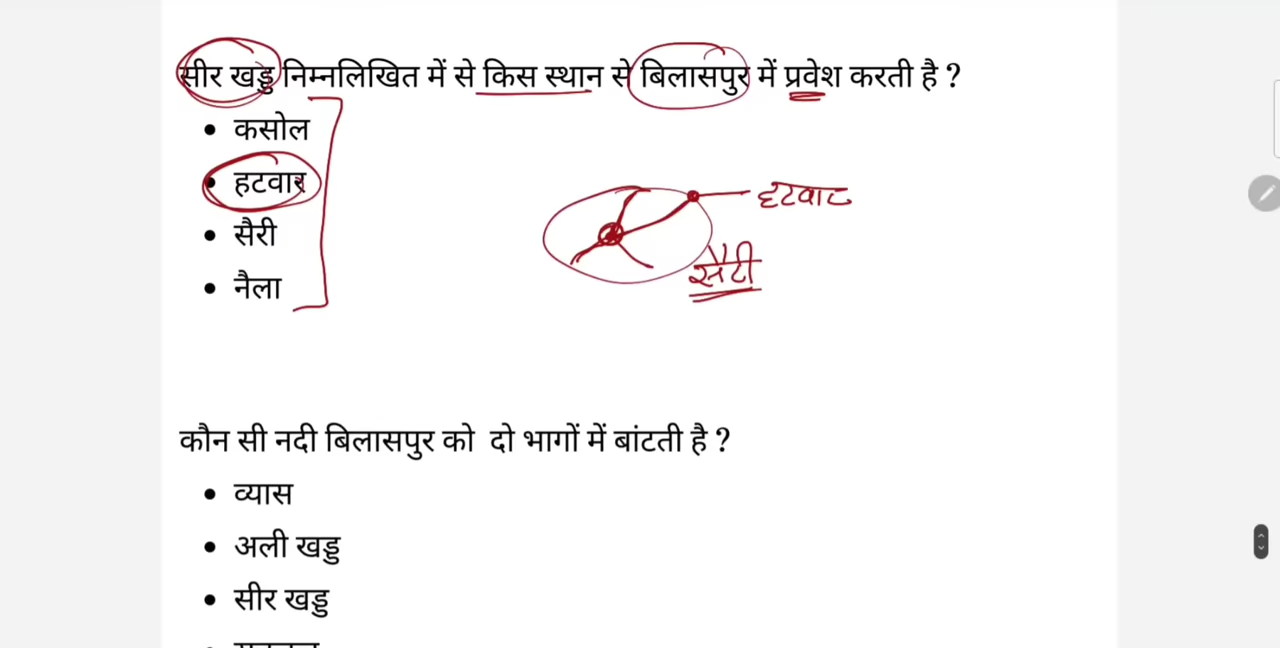 सीर खड्ड निम्नलिखित में से किस स्थान से बिलासपुर में प्रवेश करती है ?
• कसोल
• हटवार
हटवाट
• सैरी
सैटी
• नैला
कौन सी नदी बिलासपुर को दो भागों में बांटती है ?
• व्यास
• अली खड्ड
• सीर खड्ड